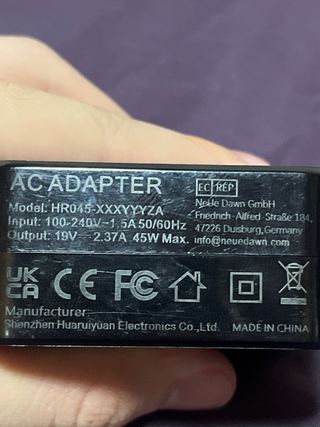 AC ADAPTER
Model: HR045-XXXYYYZA
Input: 100-240V~1.5A 50/60Hz
Output: 19V ⎓ 2.37A 45W Max.
EC REP
NeUe Dawn GmbH
Friedrich-Alfred-Straße 184,
47226 Duisburg,Germany
info@neuedawn.com
UK CA CE FC
Manufacturer:
Shenzhen Huaruiyuan Electronics Co.,Ltd.
MADE IN CHINA